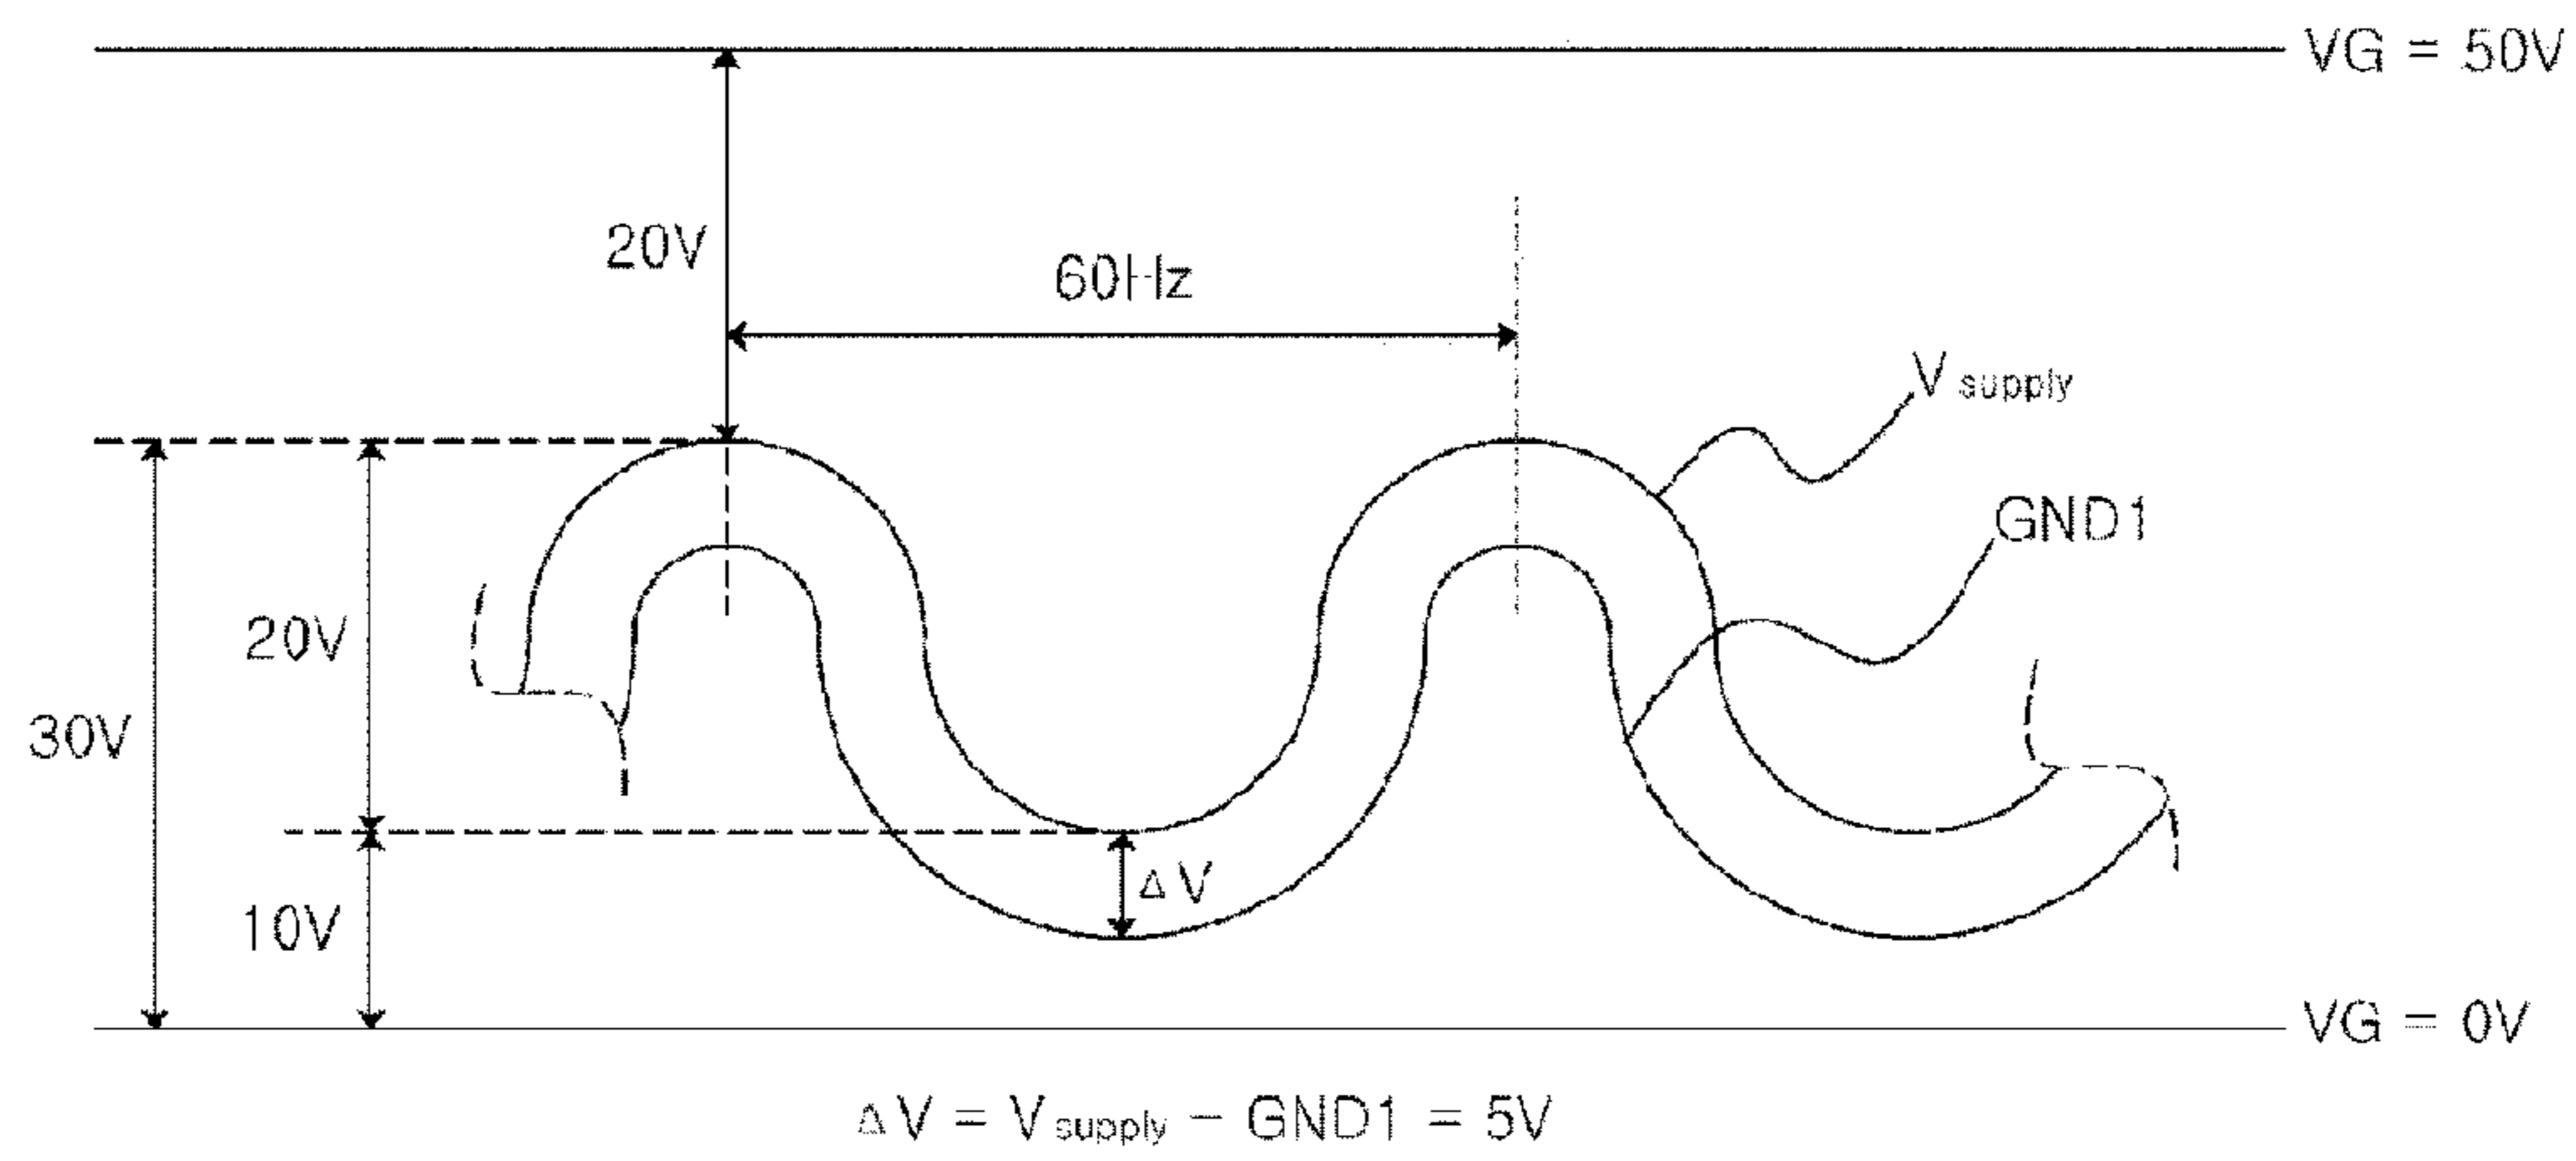 VG = 50V
20V
60Hz
V supply
GND1
20V
30V
ΔV
10V
VG = 0V
ΔV = V supply - GND1 = 5V